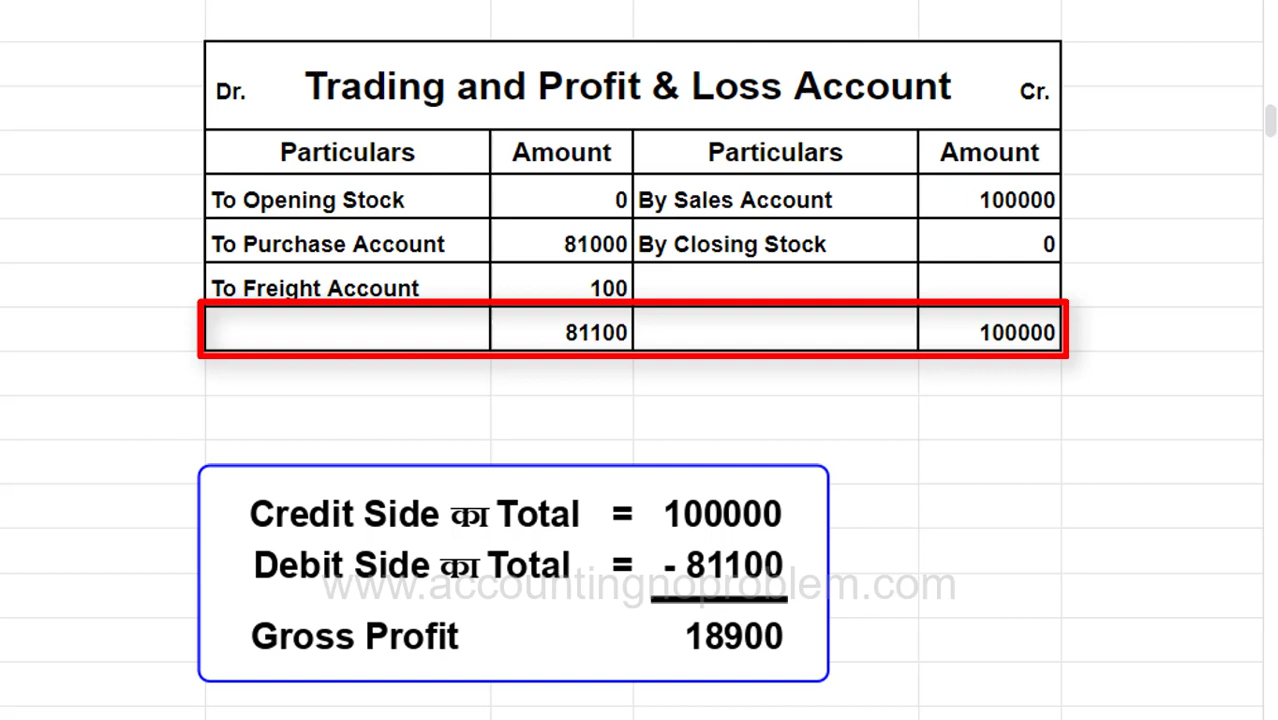 Dr. Trading and Profit & Loss Account Cr.
Particulars Amount Particulars Amount
To Opening Stock 0 By Sales Account 100000
To Purchase Account 81000 By Closing Stock 0
To Freight Account 100
81100 100000
Credit Side का Total = 100000
Debit Side का Total = - 81100
www.accountingnoproblem.com
Gross Profit 18900